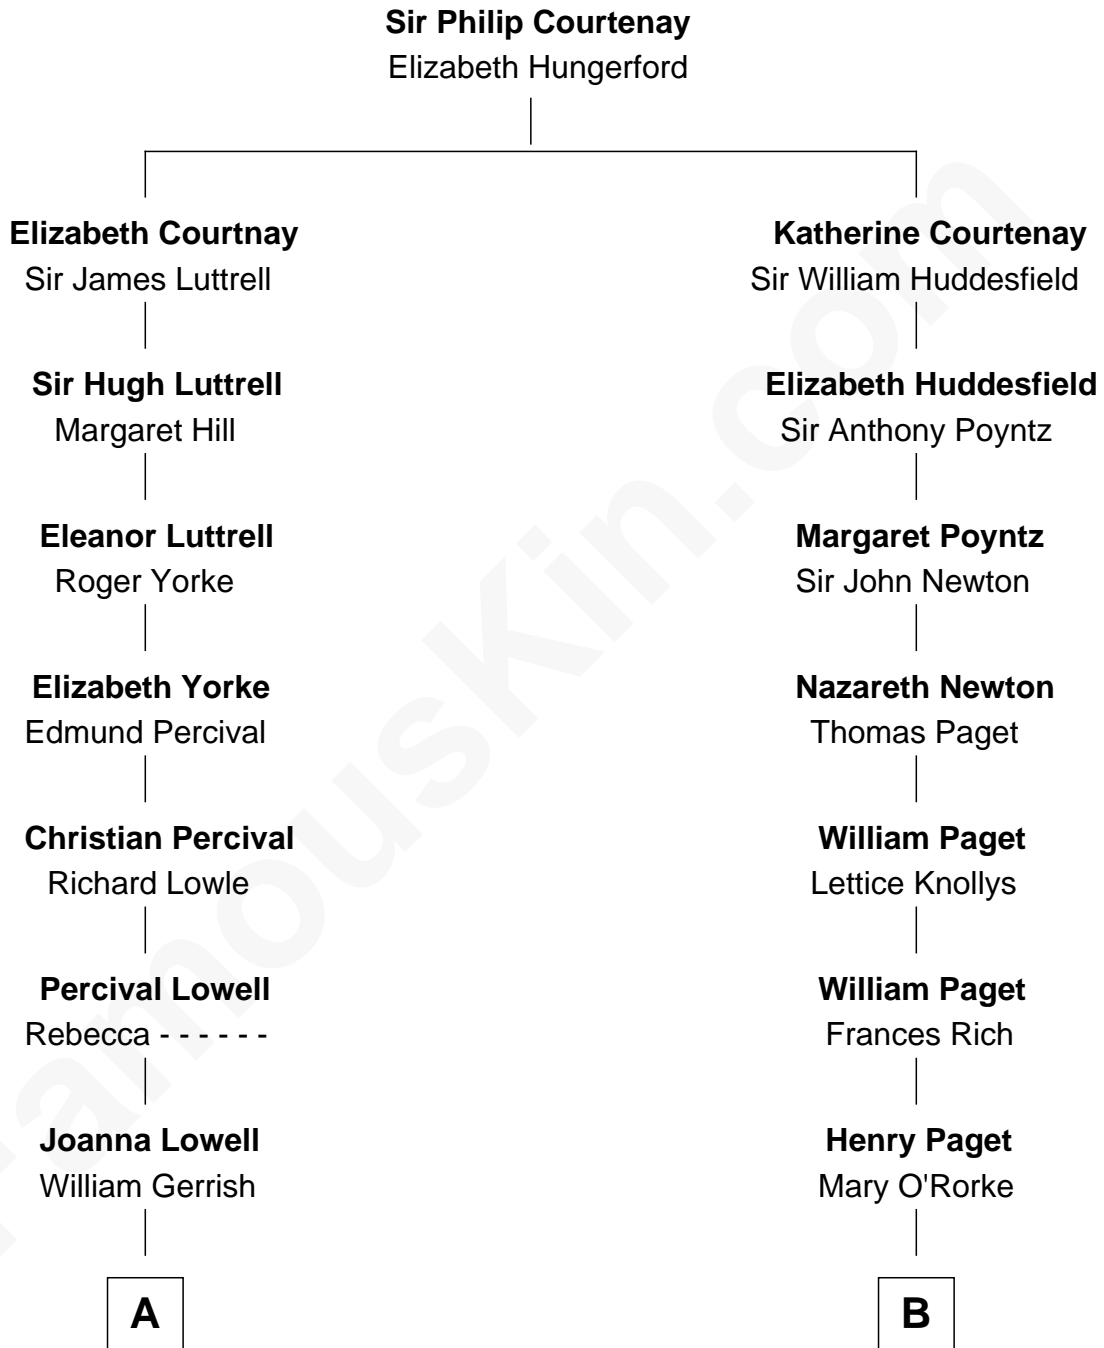 Sir Philip Courtenay
Elizabeth Hungerford
Elizabeth Courtnay
Sir James Luttrell
Katherine Courtenay
Sir William Huddesfield
Sir Hugh Luttrell
Margaret Hill
Elizabeth Huddesfield
Sir Anthony Poyntz
Eleanor Luttrell
Roger Yorke
Margaret Poyntz
Sir John Newton
Elizabeth Yorke
Edmund Percival
Nazareth Newton
Thomas Paget
Christian Percival
Richard Lowle
William Paget
Lettice Knollys
Percival Lowell
Rebecca - - - - - -
William Paget
Frances Rich
Joanna Lowell
William Gerrish
Henry Paget
Mary O'Rorke
A
B
FamousKin.com